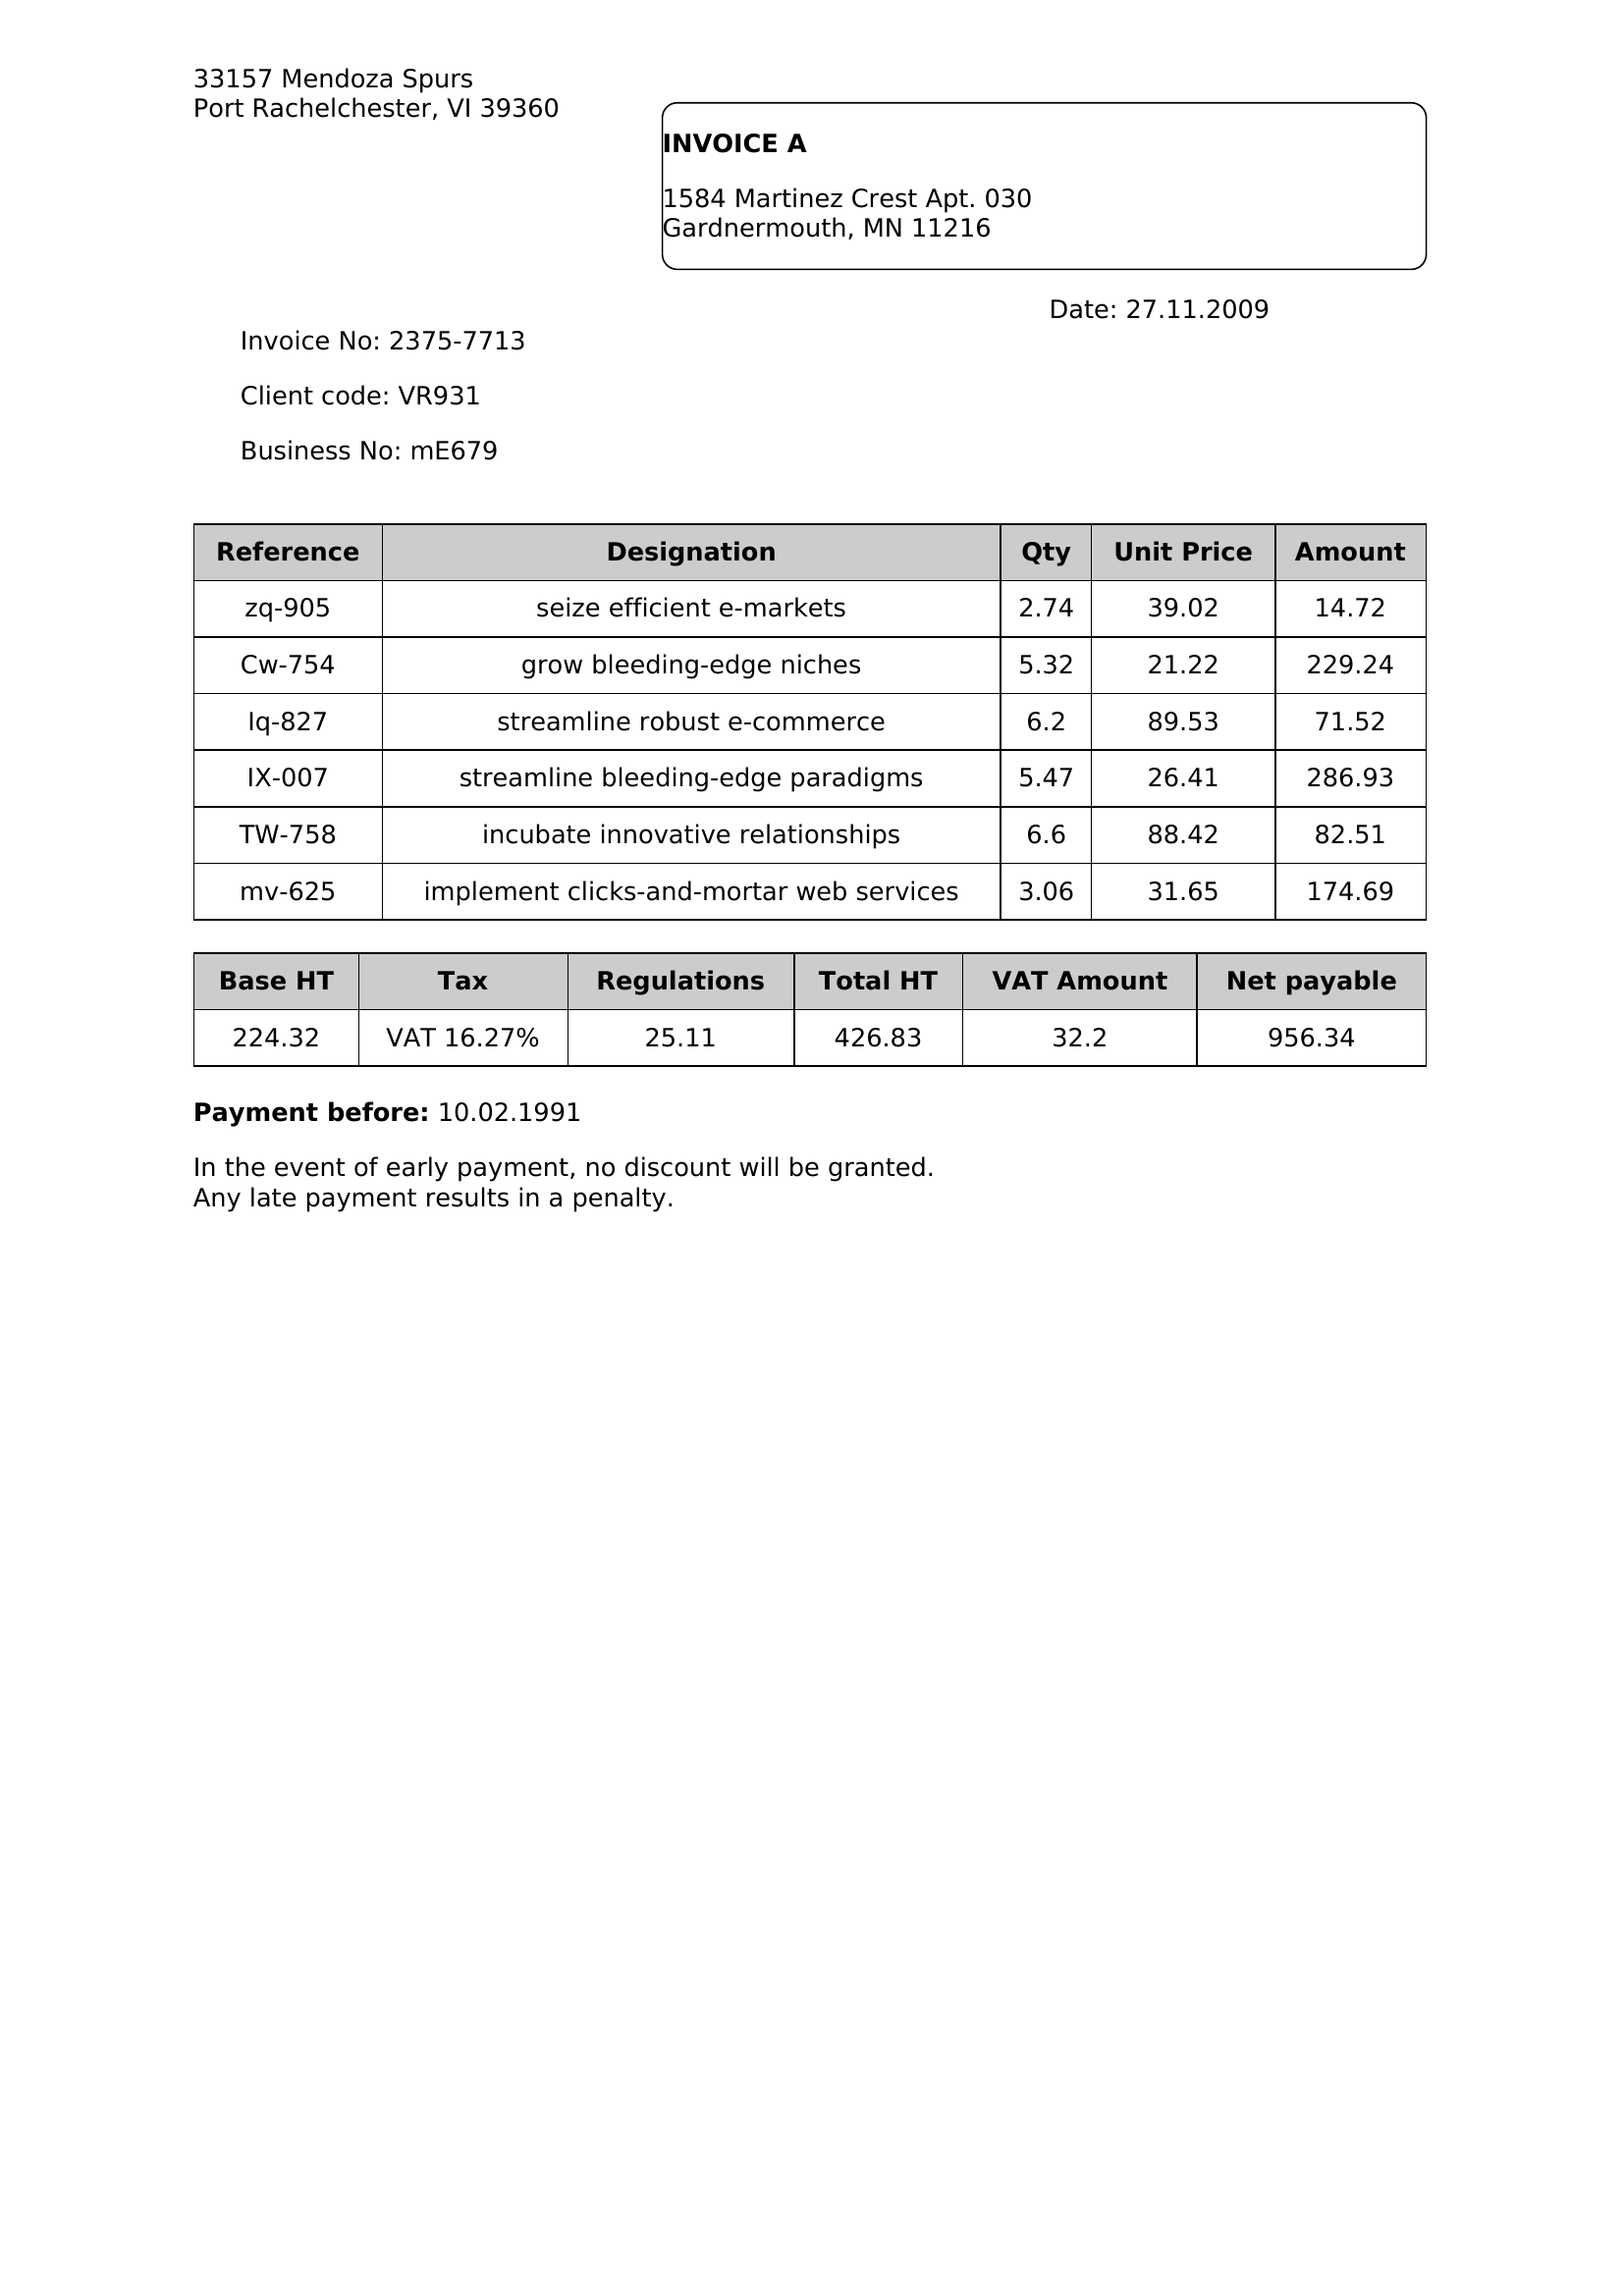 33157 Mendoza Spurs
Port Rachelchester, VI 39360
INVOICE A
1584 Martinez Crest Apt. 030
Gardnermouth, MN 11216
Date: 27.11.2009
Invoice No: 2375-7713
Client code: VR931
Business No: mE679
Reference Designation Qty Unit Price Amount
zq-905 seize efficient e-markets 2.74 39.02 14.72
Cw-754 grow bleeding-edge niches 5.32 21.22 229.24
Iq-827 streamline robust e-commerce 6.2 89.53 71.52
IX-007 streamline bleeding-edge paradigms 5.47 26.41 286.93
TW-758 incubate innovative relationships 6.6 88.42 82.51
mv-625 implement clicks-and-mortar web services 3.06 31.65 174.69
Base HT Tax Regulations Total HT VAT Amount Net payable
224.32 VAT 16.27% 25.11 426.83 32.2 956.34
Payment before: 10.02.1991
In the event of early payment, no discount will be granted.
Any late payment results in a penalty.